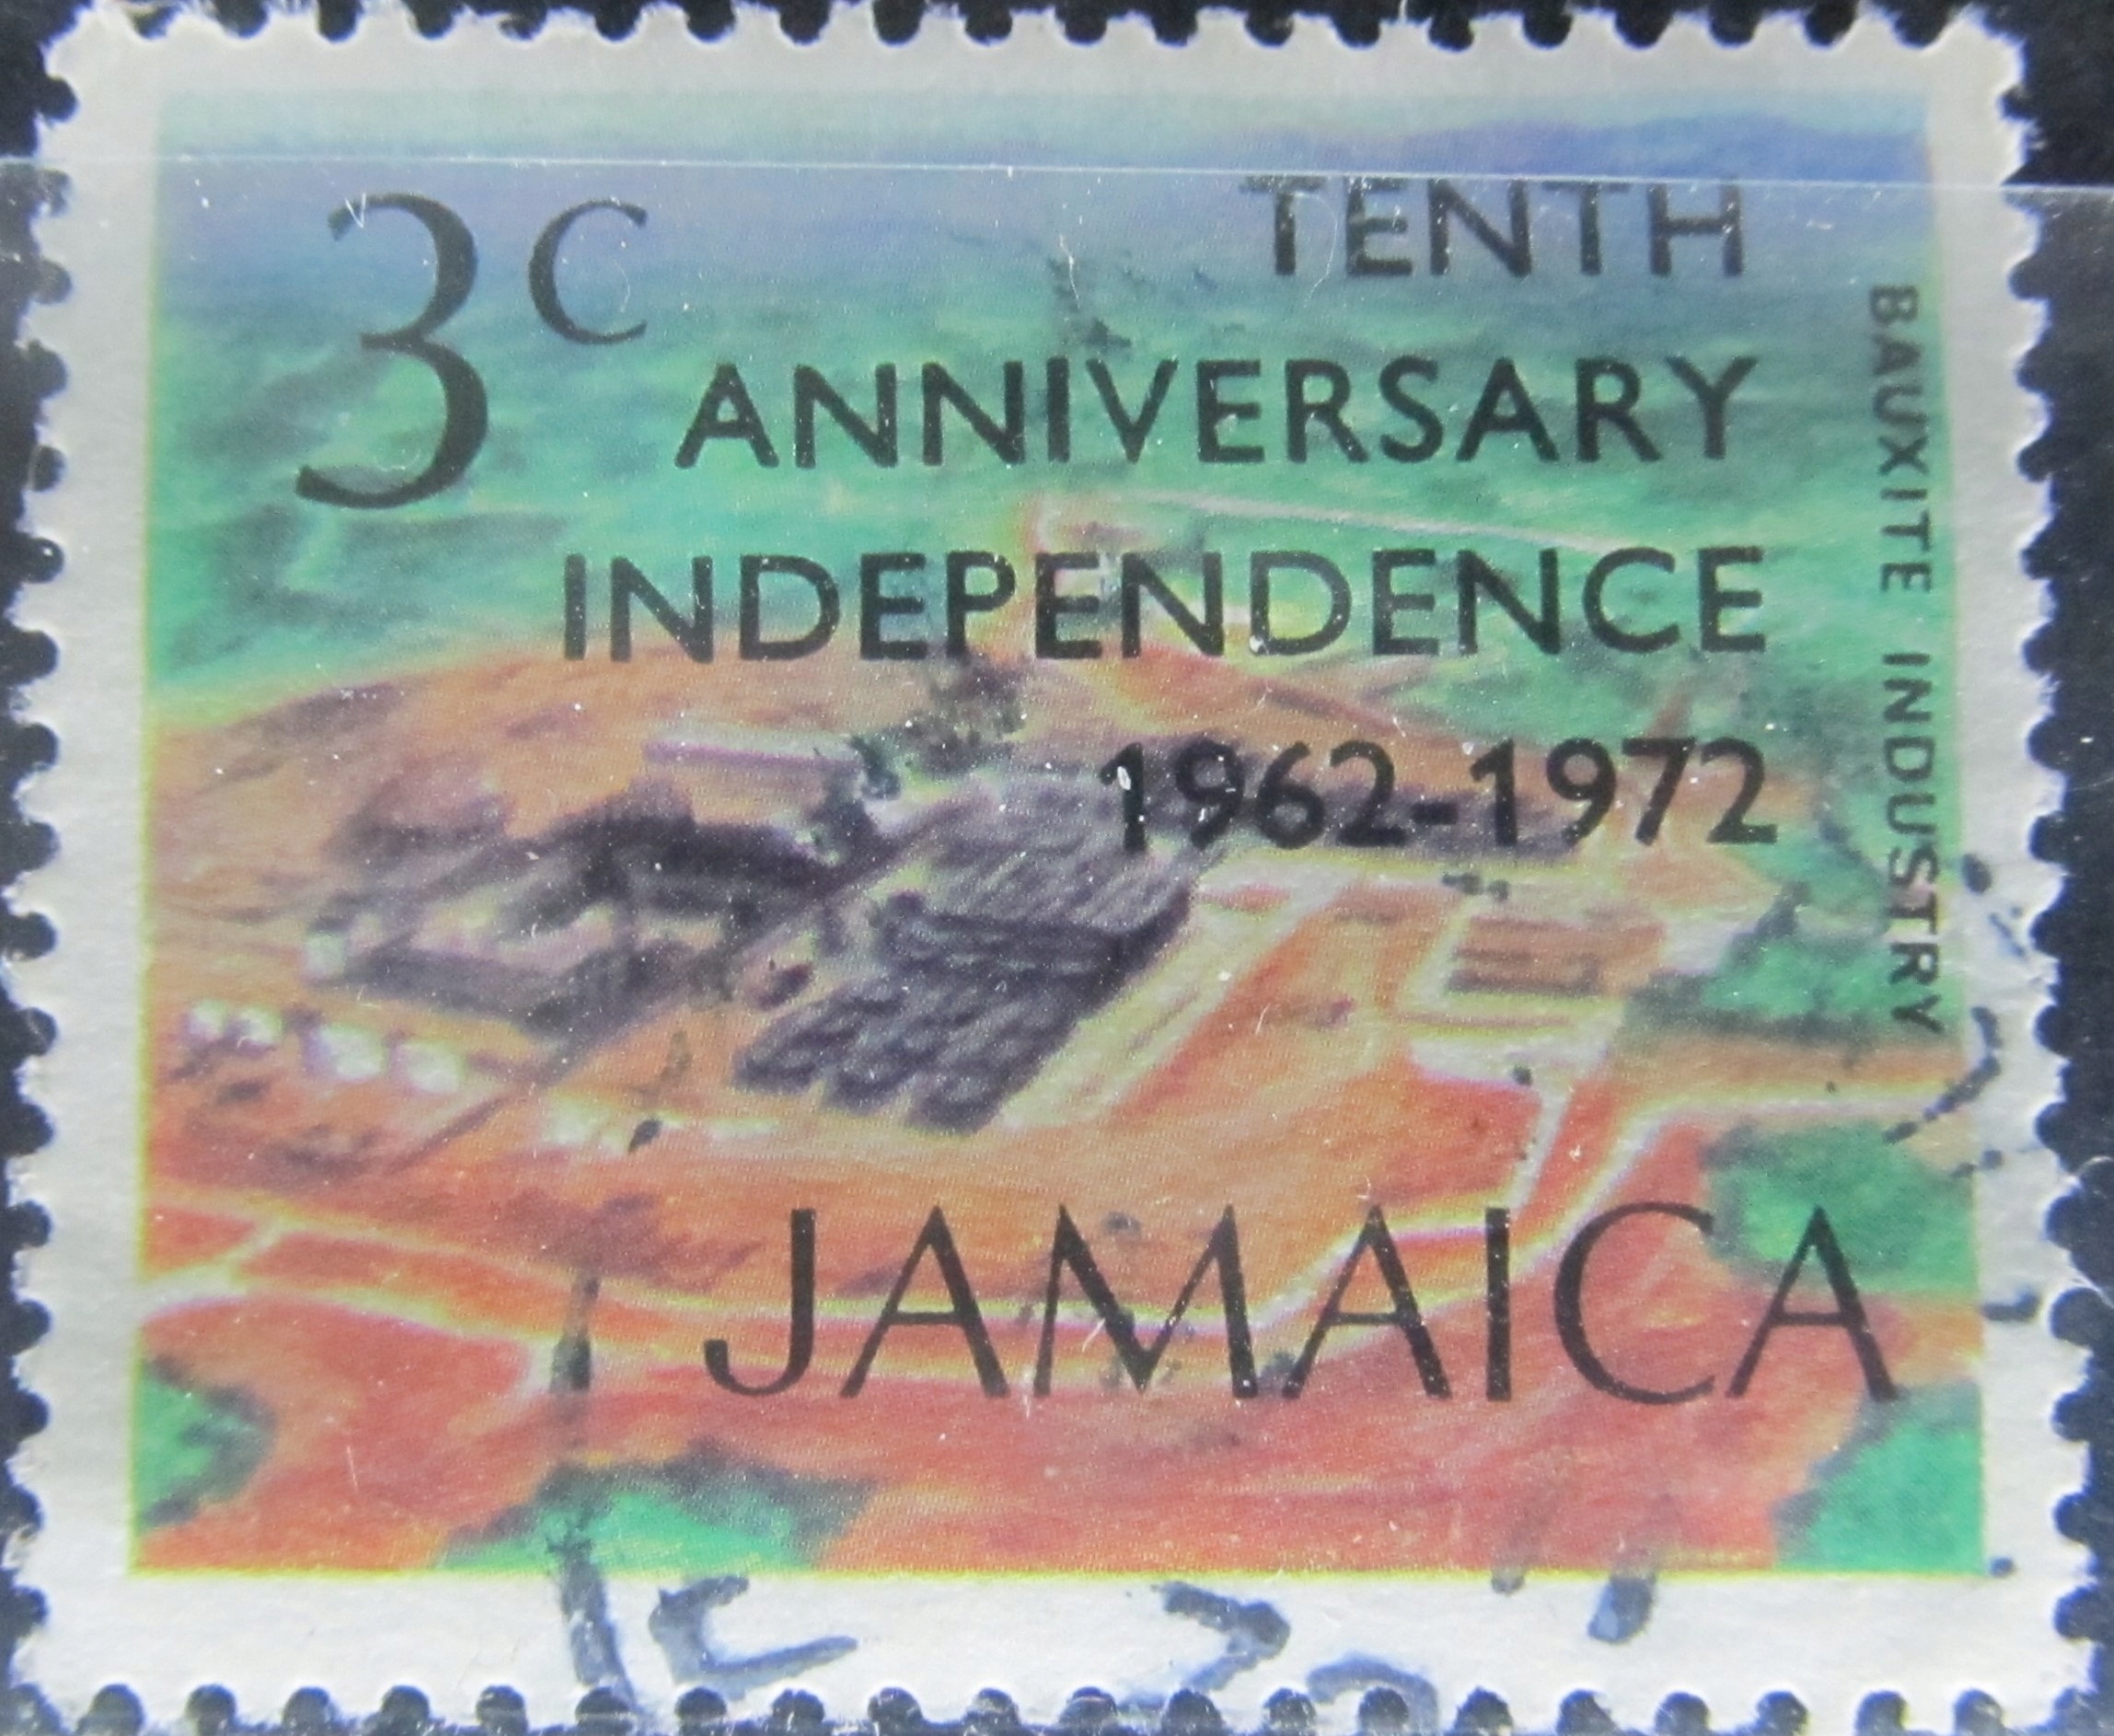 3c
TENTH
ANNIVERSARY
INDEPENDENCE
1962-1972
BAUXITE INDUSTRY
JAMAICA